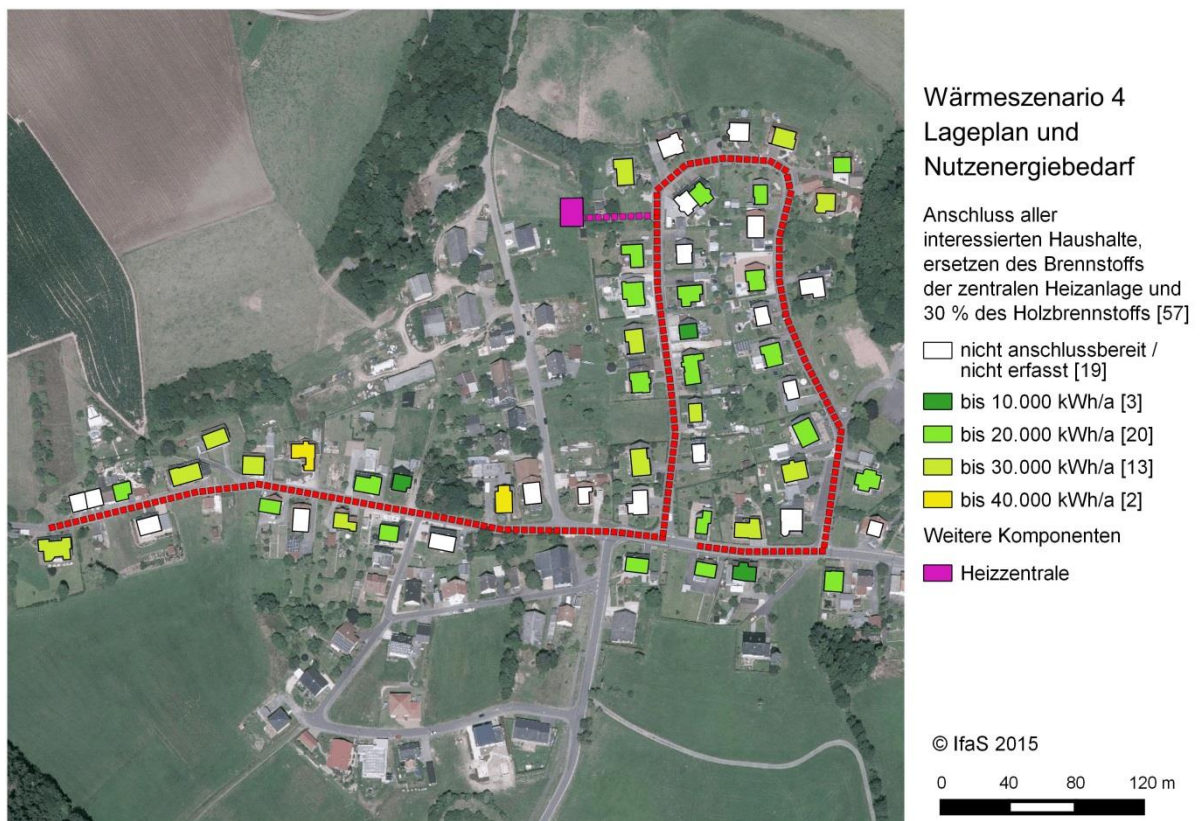 Wärmeszenario 4
Lageplan und
Nutzenergiebedarf
Anschluss aller
interessierten Haushalte,
ersetzen des Brennstoffs
der zentralen Heizanlage und
30 % des Holzbrennstoffs [57]
nicht anschlussbereit /
nicht erfasst [19]
bis 10.000 kWh/a [3]
bis 20.000 kWh/a [20]
bis 30.000 kWh/a [13]
bis 40.000 kWh/a [2]
Weitere Komponenten
Heizzentrale
© IfaS 2015
0 40 80 120 m